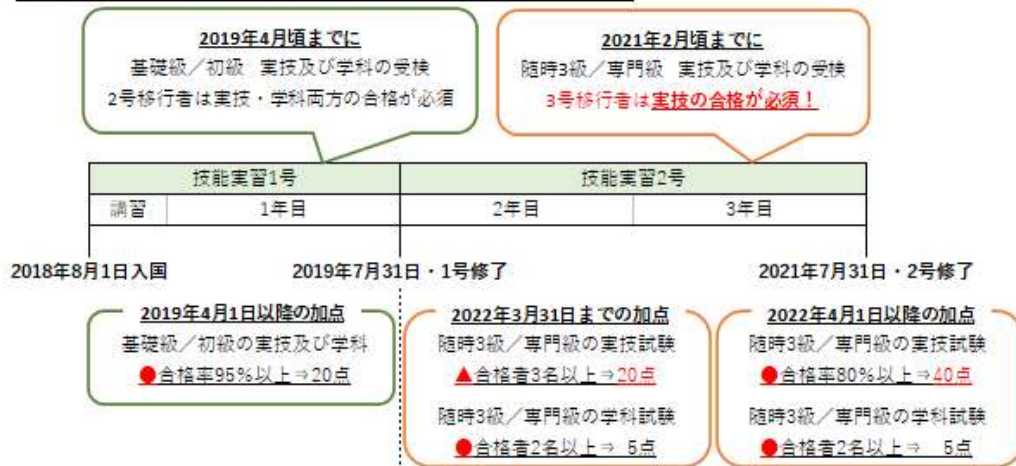 2019年4月頃までに
基礎級／初級　実技及び学科の受検
2号移行者は実技・学科両方の合格が必須
2021年2月頃までに
随時3級／専門級　実技及び学科の受検
3号移行者は実技の合格が必須！
技能実習1号
技能実習2号
講習
1年目
2年目
3年目
2018年8月1日入国
2019年7月31日・1号修了
2021年7月31日・2号修了
2019年4月1日以降の加点
基礎級／初級の実技及び学科
●合格率95%以上⇒20点
2022年3月31日までの加点
随時3級／専門級の実技試験
▲合格者3名以上⇒20点
随時3級／専門級の学科試験
●合格者2名以上⇒ 5点
2022年4月1日以降の加点
随時3級／専門級の実技試験
●合格率80%以上⇒40点
随時3級／専門級の学科試験
●合格者2名以上⇒　5点